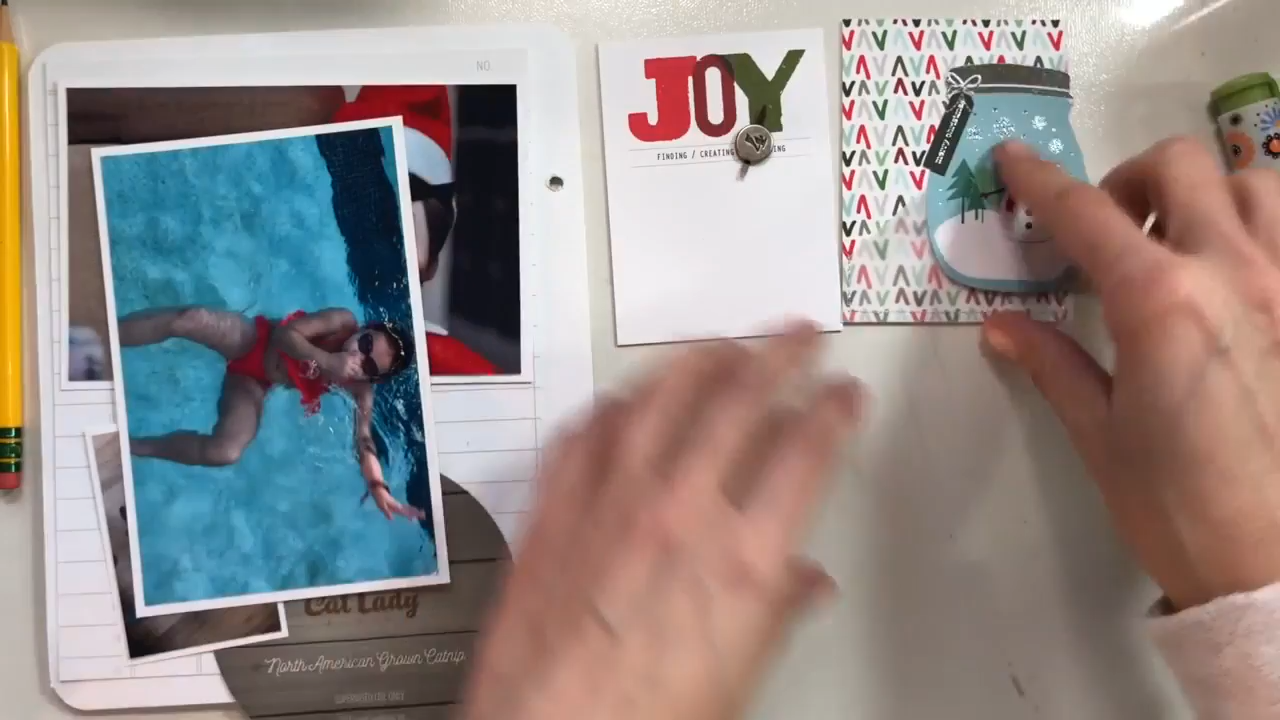 NO.
JOY
FINDING / CREATING
Cat Lady
North American Grown Catnip